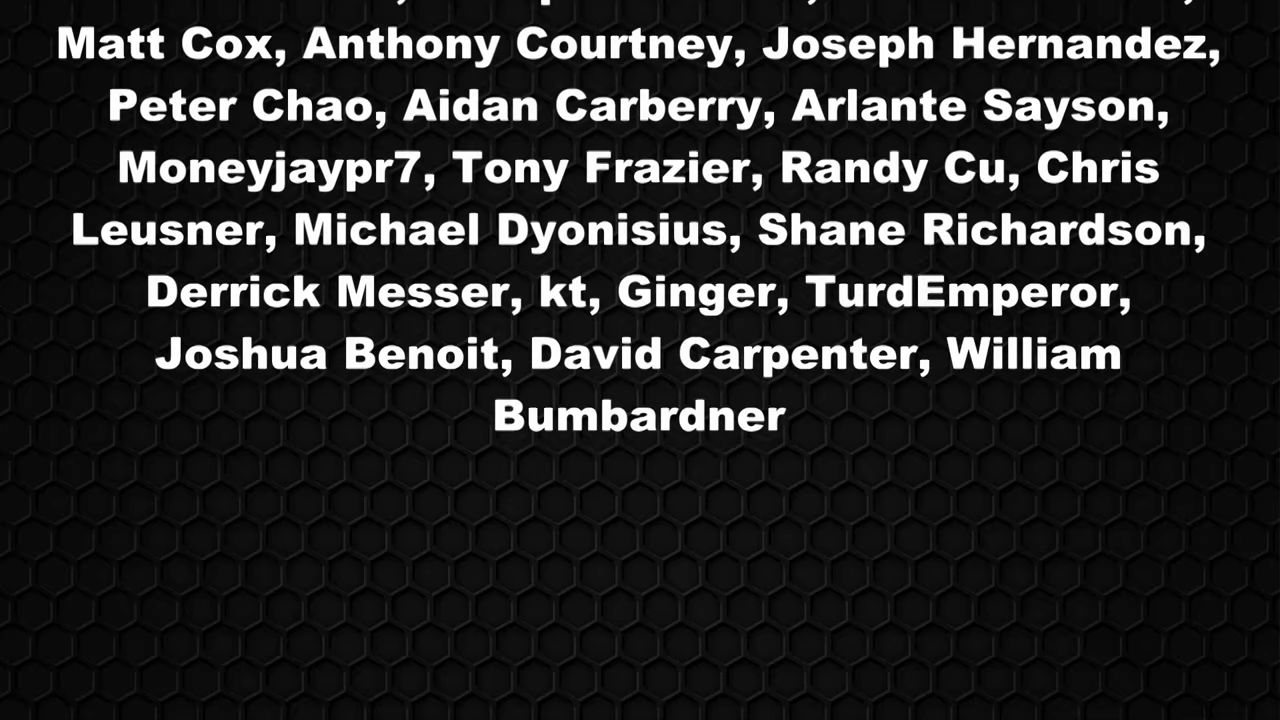 Matt Cox, Anthony Courtney, Joseph Hernandez,
Peter Chao, Aidan Carberry, Arlante Sayson,
Moneyjaypr7, Tony Frazier, Randy Cu, Chris
Leusner, Michael Dyonisius, Shane Richardson,
Derrick Messer, kt, Ginger, TurdEmperor,
Joshua Benoit, David Carpenter, William
Bumbardner